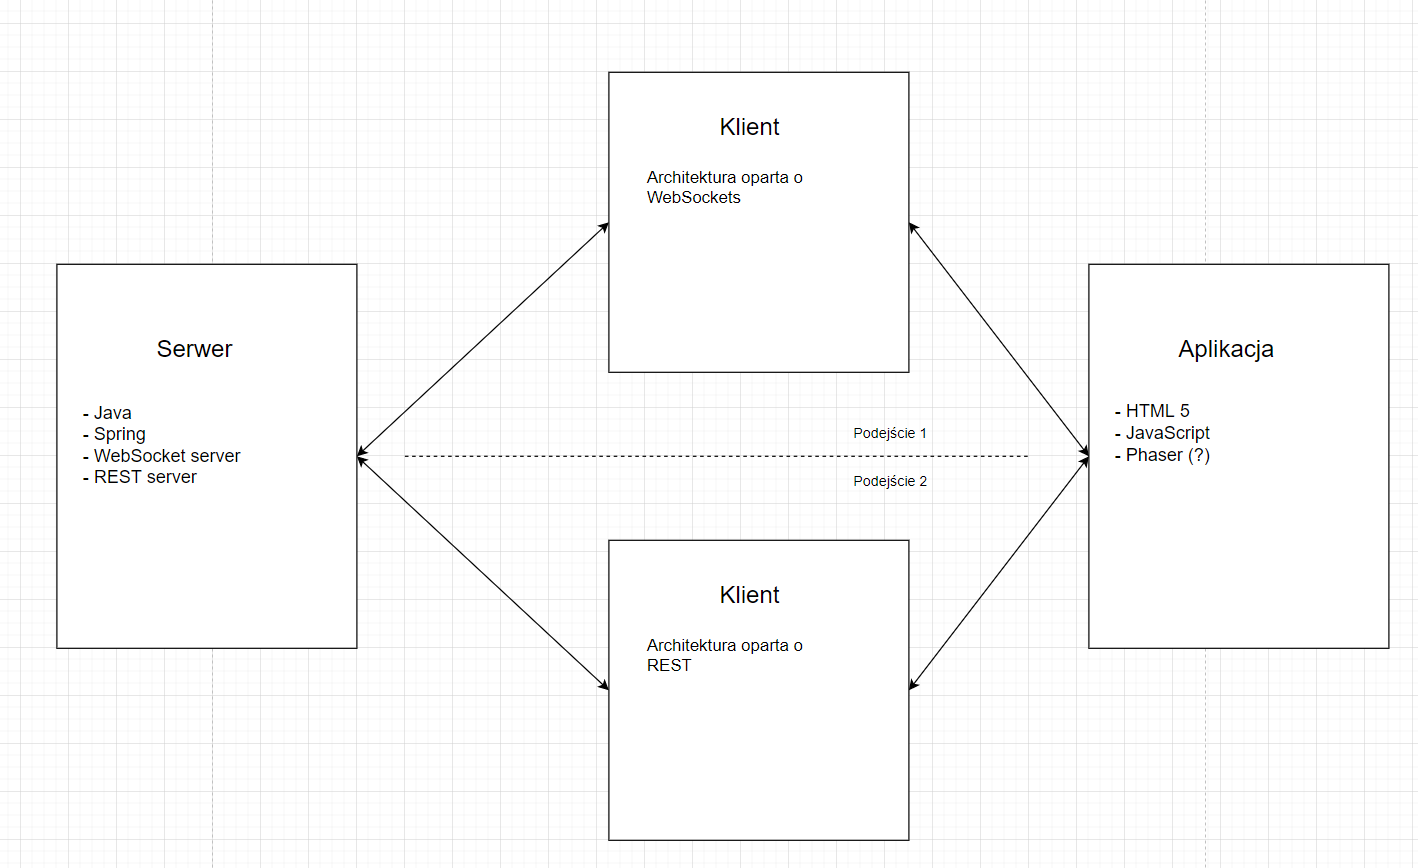 Klient
Architektura oparta o
WebSockets
Serwer
- Java
- Spring
- WebSocket server
- REST server
Aplikacja
- HTML 5
- JavaScript
- Phaser (?)
Podejście 1
Podejście 2
Klient
Architektura oparta o
REST